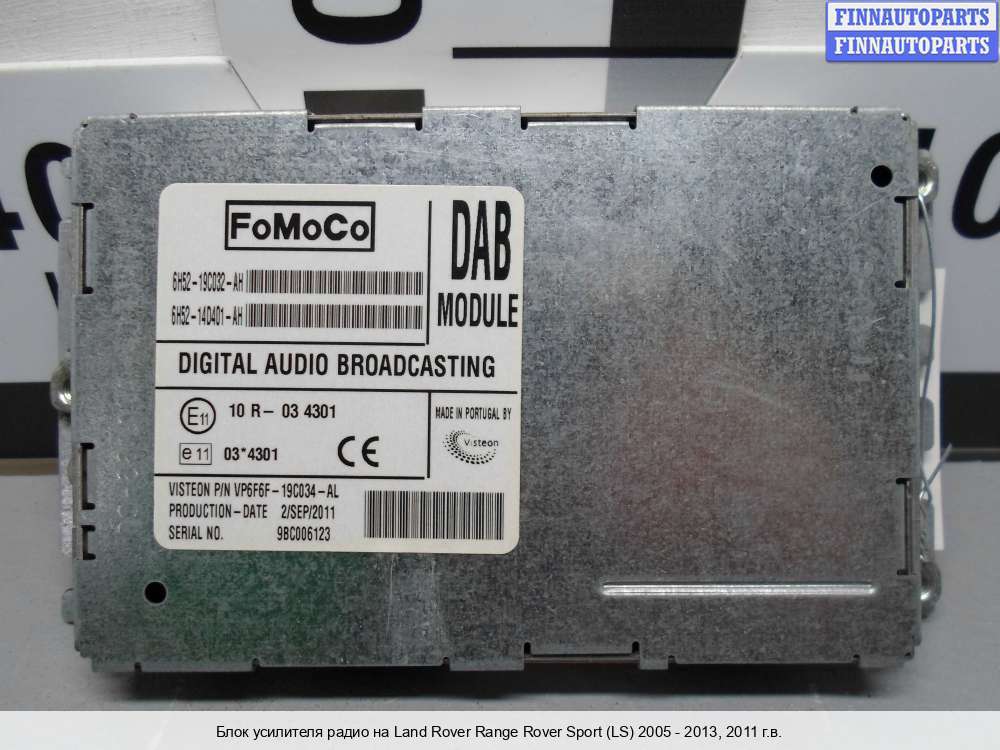 FINNAUTOPARTS
FINNAUTOPARTS
FoMoCo
DAB
MODULE
6H52-19C032-AH
6H52-14D401-AH
DIGITAL AUDIO BROADCASTING
E11 10 R- 03 4301
e 11 03*4301
CE
MADE IN PORTUGAL BY
Visteon
VISTEON P/N VP6F6F-19C034-AL
PRODUCTION-DATE 2/SEP/2011
SERIAL NO. 9BC006123
Блок усилителя радио на Land Rover Range Rover Sport (LS) 2005 - 2013, 2011 г.в.